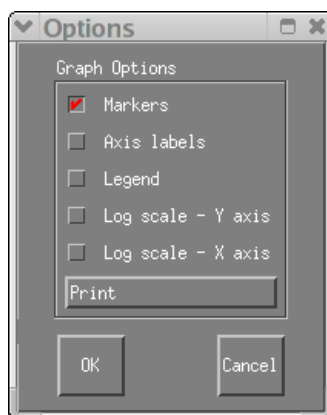 Options
Graph Options
Markers
Axis labels
Legend
Log scale - Y axis
Log scale - X axis
Print
OK
Cancel